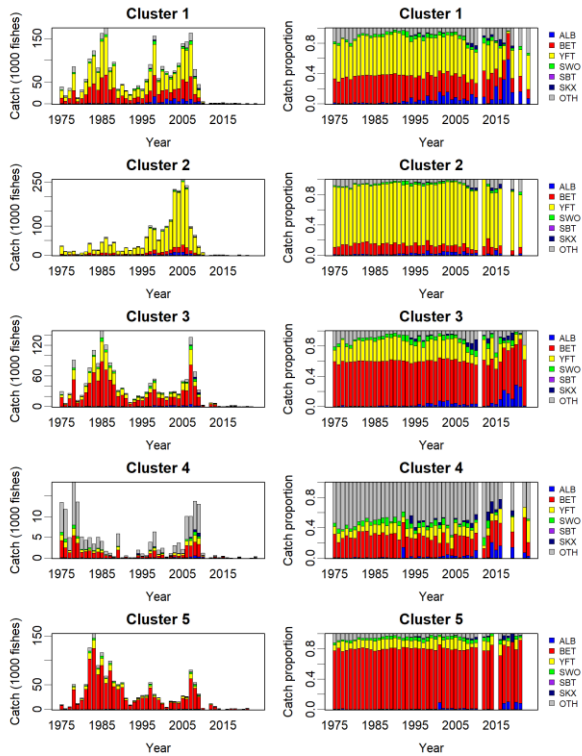 Cluster 1
Catch (1000 fishes)
0 50 100 150
1975 1985 1995 2005 2015
Year
Cluster 1
Catch proportion
0.0 0.4 0.8
1975 1985 1995 2005 2015
Year
ALB
BET
YFT
SWO
SBT
SKX
OTH
Cluster 2
Catch (1000 fishes)
0 100 250
1975 1985 1995 2005 2015
Year
Cluster 2
Catch proportion
0.0 0.4 0.8
1975 1985 1995 2005 2015
Year
ALB
BET
YFT
SWO
SBT
SKX
OTH
Cluster 3
Catch (1000 fishes)
0 60 120
1975 1985 1995 2005 2015
Year
Cluster 3
Catch proportion
0.0 0.4 0.8
1975 1985 1995 2005 2015
Year
ALB
BET
YFT
SWO
SBT
SKX
OTH
Cluster 4
Catch (1000 fishes)
0 5 10
1975 1985 1995 2005 2015
Year
Cluster 4
Catch proportion
0.0 0.4 0.8
1975 1985 1995 2005 2015
Year
ALB
BET
YFT
SWO
SBT
SKX
OTH
Cluster 5
Catch (1000 fishes)
0 50 150
1975 1985 1995 2005 2015
Year
Cluster 5
Catch proportion
0.0 0.4 0.8
1975 1985 1995 2005 2015
Year
ALB
BET
YFT
SWO
SBT
SKX
OTH